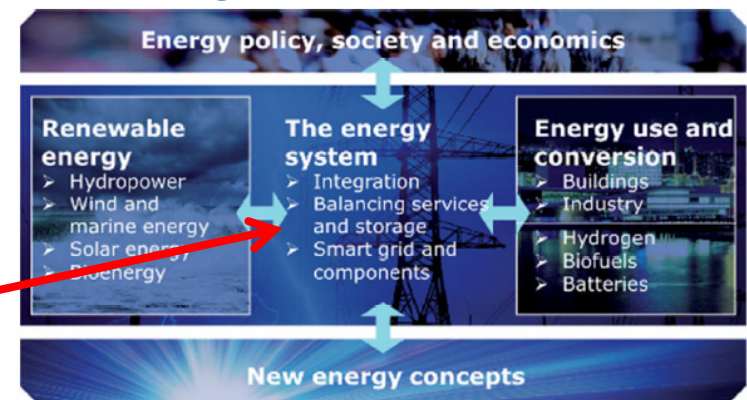 Energy policy, society and economics
Renewable
energy
➤ Hydropower
➤ Wind and
marine energy
➤ Solar energy
➤ Bioenergy
The energy
system
➤ Integration
➤ Balancing services
and storage
➤ Smart grid and
components
Energy use and
conversion
➤ Buildings
➤ Industry
➤ Hydrogen
➤ Biofuels
➤ Batteries
New energy concepts